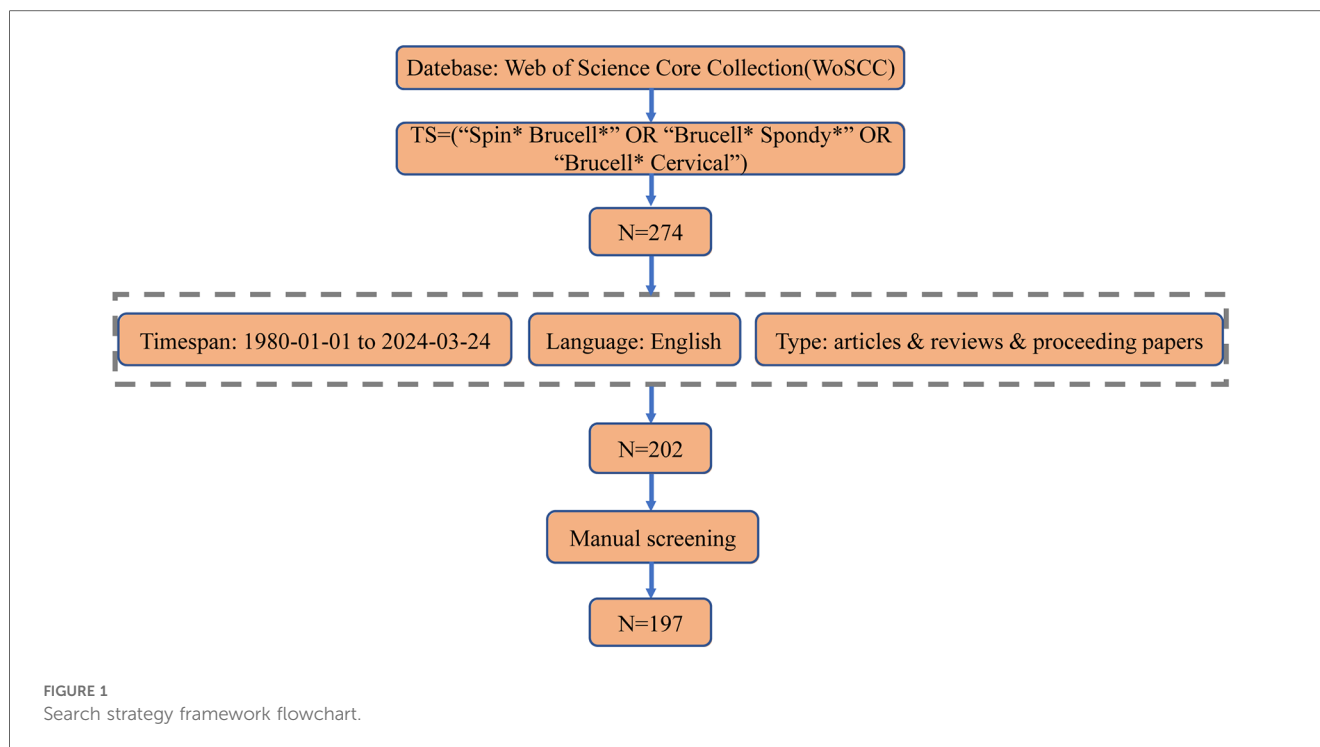 Datebase: Web of Science Core Collection(WoSCC)
TS=(“Spin* Brucell*” OR “Brucell* Spondy*” OR
“Brucell* Cervical”)
N=274
Timespan: 1980-01-01 to 2024-03-24
Language: English
Type: articles & reviews & proceeding papers
N=202
Manual screening
N=197
FIGURE 1
Search strategy framework flowchart.